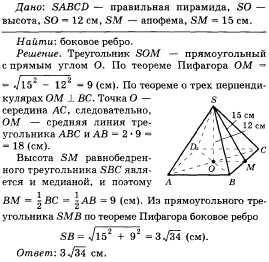 Дано: SABCD — правильная пирамида, SO —
высота, SO = 12 см, SM — апофема, SM = 15 см.
Найти: боковое ребро.
Решение. Треугольник SOM — прямоугольный
с прямым углом O. По теореме Пифагора OM =
= √(15² − 12²) = 9 (см). По теореме о трех перпенди-
кулярах OM ⊥ BC. Точка O —
середина AC, следовательно,
OM — средняя линия тре-
угольника ABC и AB = 2 · 9 =
= 18 (см).
Высота SM равнобедрен-
ного треугольника SBC явля-
ется и медианой, и поэтому
BM = 1/2 BC = 1/2 AB = 9 (см). Из прямоугольного тре-
угольника SMB по теореме Пифагора боковое ребро
SB = √(15² + 9²) = 3√34 (см).
Ответ: 3√34 см.
S
15 см
12 см
D
C
O
M
A
B